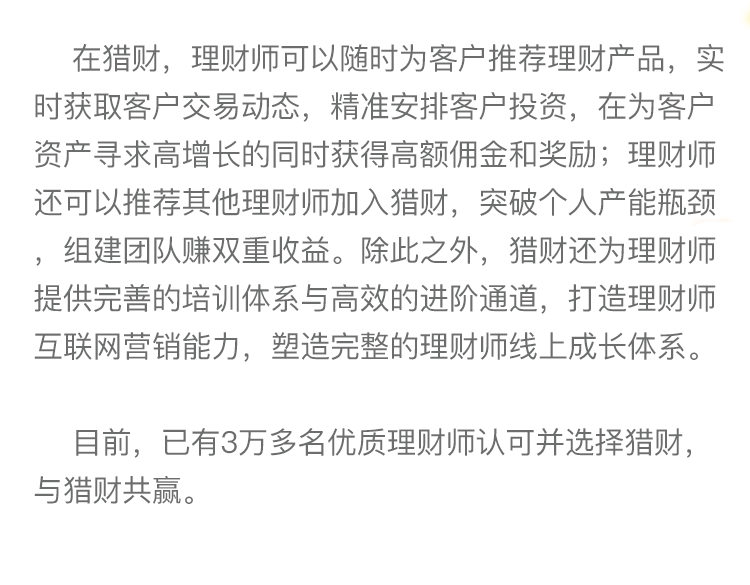 在猎财，理财师可以随时为客户推荐理财产品，实
时获取客户交易动态，精准安排客户投资，在为客户
资产寻求高增长的同时获得高额佣金和奖励；理财师
还可以推荐其他理财师加入猎财，突破个人产能瓶颈
，组建团队赚双重收益。除此之外，猎财还为理财师
提供完善的培训体系与高效的进阶通道，打造理财师
互联网营销能力，塑造完整的理财师线上成长体系。
目前，已有3万多名优质理财师认可并选择猎财，
与猎财共赢。